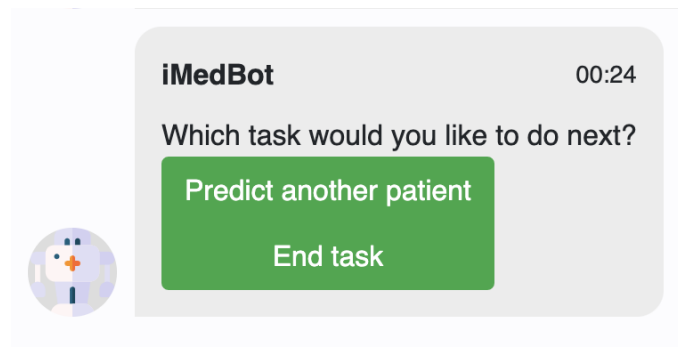 iMedBot 00:24
Which task would you like to do next?
Predict another patient
End task